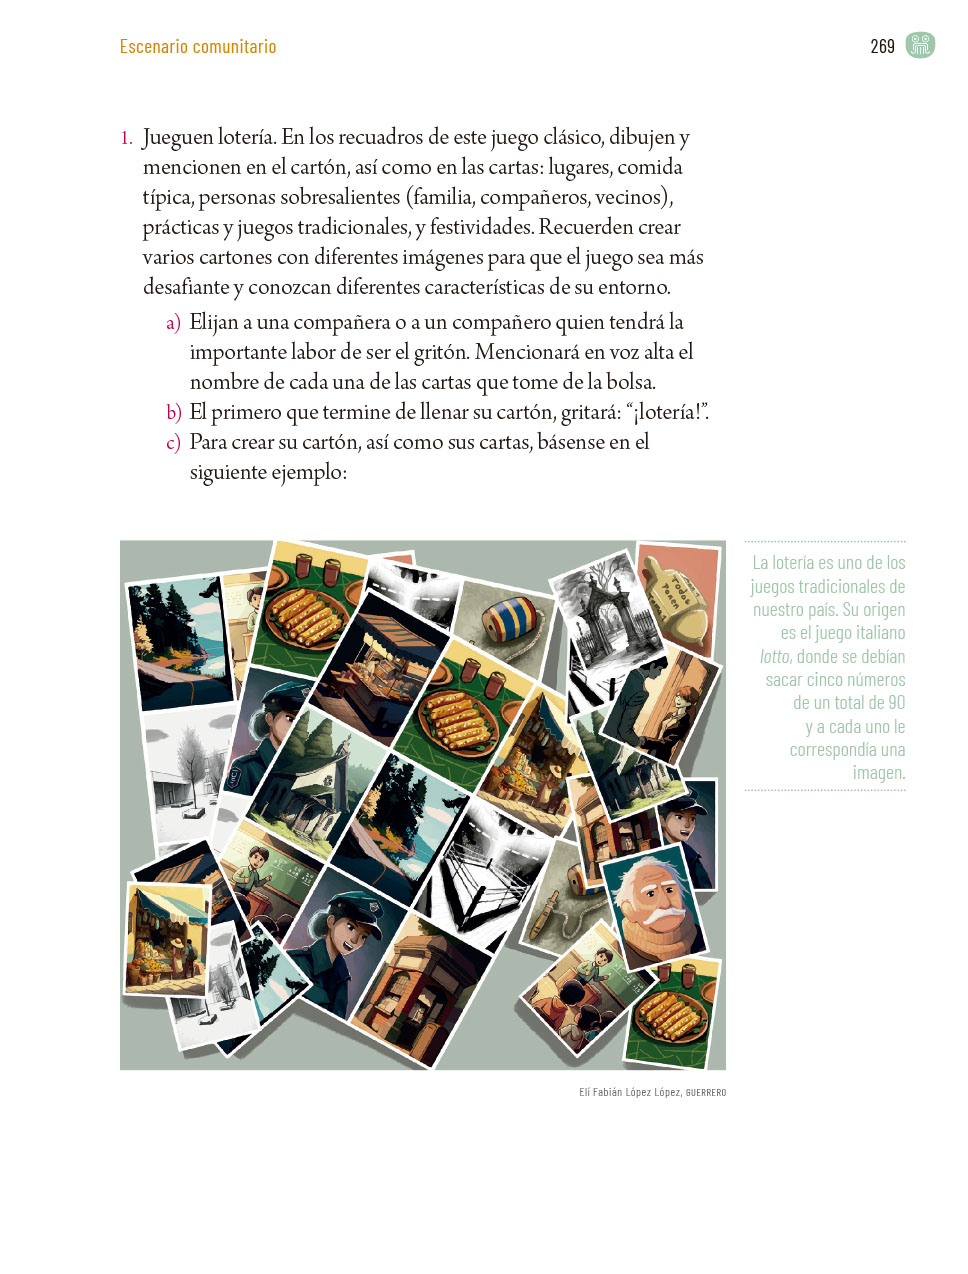 Escenario comunitario
269
1. Jueguen lotería. En los recuadros de este juego clásico, dibujen y
mencionen en el cartón, así como en las cartas: lugares, comida
típica, personas sobresalientes (familia, compañeros, vecinos),
prácticas y juegos tradicionales, y festividades. Recuerden crear
varios cartones con diferentes imágenes para que el juego sea más
desafiante y conozcan diferentes características de su entorno.
a) Elijan a una compañera o a un compañero quien tendrá la
importante labor de ser el gritón. Mencionará en voz alta el
nombre de cada una de las cartas que tome de la bolsa.
b) El primero que termine de llenar su cartón, gritará: “¡lotería!”.
c) Para crear su cartón, así como sus cartas, básense en el
siguiente ejemplo:
La lotería es uno de los
juegos tradicionales de
nuestro país. Su origen
es el juego italiano
lotto, donde se debían
sacar cinco números
de un total de 90
y a cada uno le
correspondía una
imagen.
Todos
Ponen
Elí Fabián López López, GUERRERO